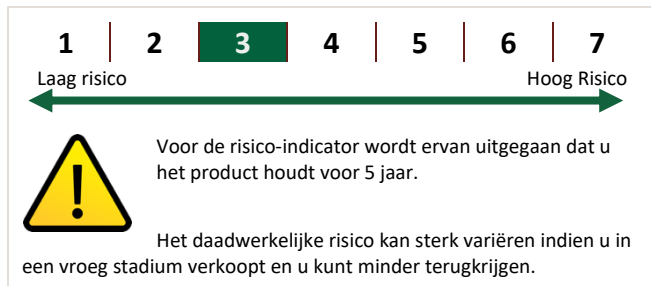 1 2 3 4 5 6 7
Laag risico Hoog Risico
Voor de risico-indicator wordt ervan uitgegaan dat u
het product houdt voor 5 jaar.
Het daadwerkelijke risico kan sterk variëren indien u in
een vroeg stadium verkoopt en u kunt minder terugkrijgen.